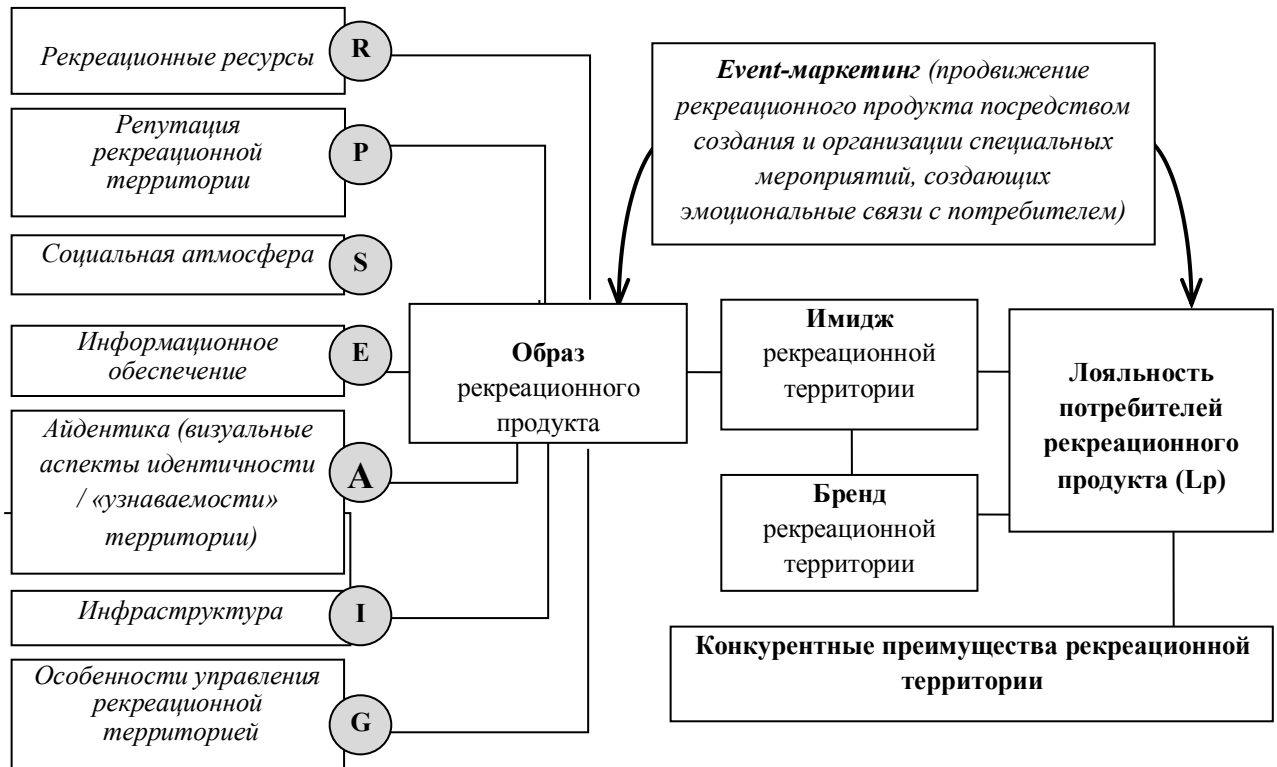 Рекреационные ресурсы
R
Репутация
рекреационной
территории
P
Социальная атмосфера
S
Информационное
обеспечение
E
Айдентика (визуальные
аспекты идентичности
/ «узнаваемости»
территории)
A
Инфраструктура
I
Особенности управления
рекреационной
территорией
G
Event-маркетинг (продвижение
рекреационного продукта посредством
создания и организации специальных
мероприятий, создающих
эмоциональные связи с потребителем)
Образ
рекреационного
продукта
Имидж
рекреационной
территории
Бренд
рекреационной
территории
Лояльность
потребителей
рекреационного
продукта (Lp)
Конкурентные преимущества рекреационной
территории